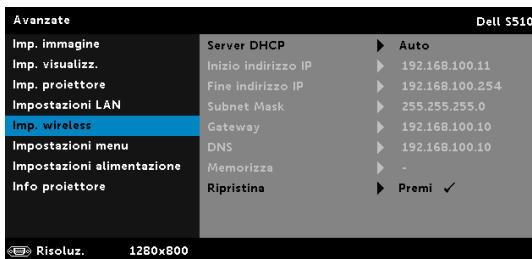 Avanzate Dell S510
Imp. immagine
Imp. visualizz.
Imp. proiettore
Impostazioni LAN
Imp. wireless
Impostazioni menu
Impostazioni alimentazione
Info proiettore
Server DHCP Auto
Inizio indirizzo IP 192.168.100.11
Fine indirizzo IP 192.168.100.254
Subnet Mask 255.255.255.0
Gateway 192.168.100.10
DNS 192.168.100.10
Memorizza -
Ripristina Premi ✓
Risoluz. 1280x800